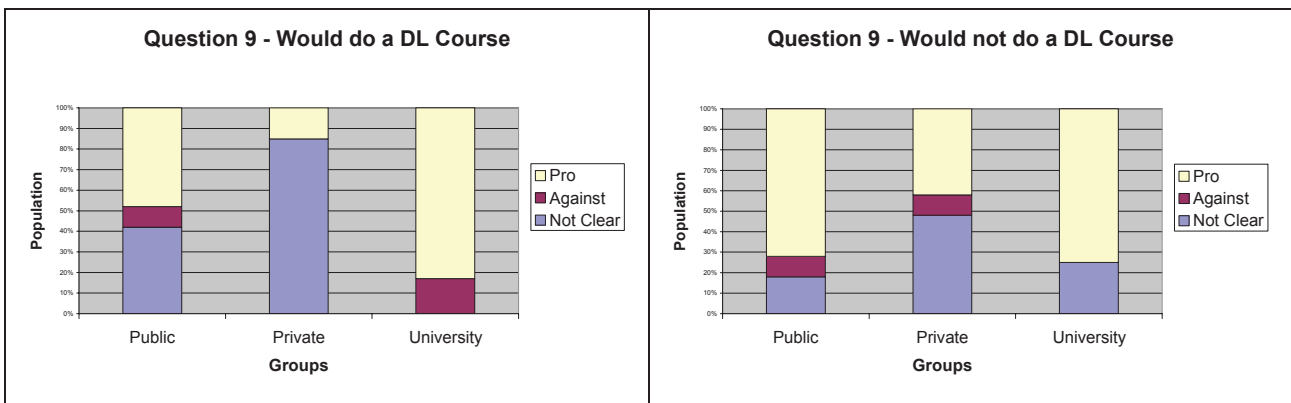 Question 9 - Would do a DL Course
100%
90%
80%
70%
60%
50%
40%
30%
20%
10%
0%
Population
Public Private University
Groups
Pro
Against
Not Clear
Question 9 - Would not do a DL Course
100%
90%
80%
70%
60%
50%
40%
30%
20%
10%
0%
Population
Public Private University
Groups
Pro
Against
Not Clear